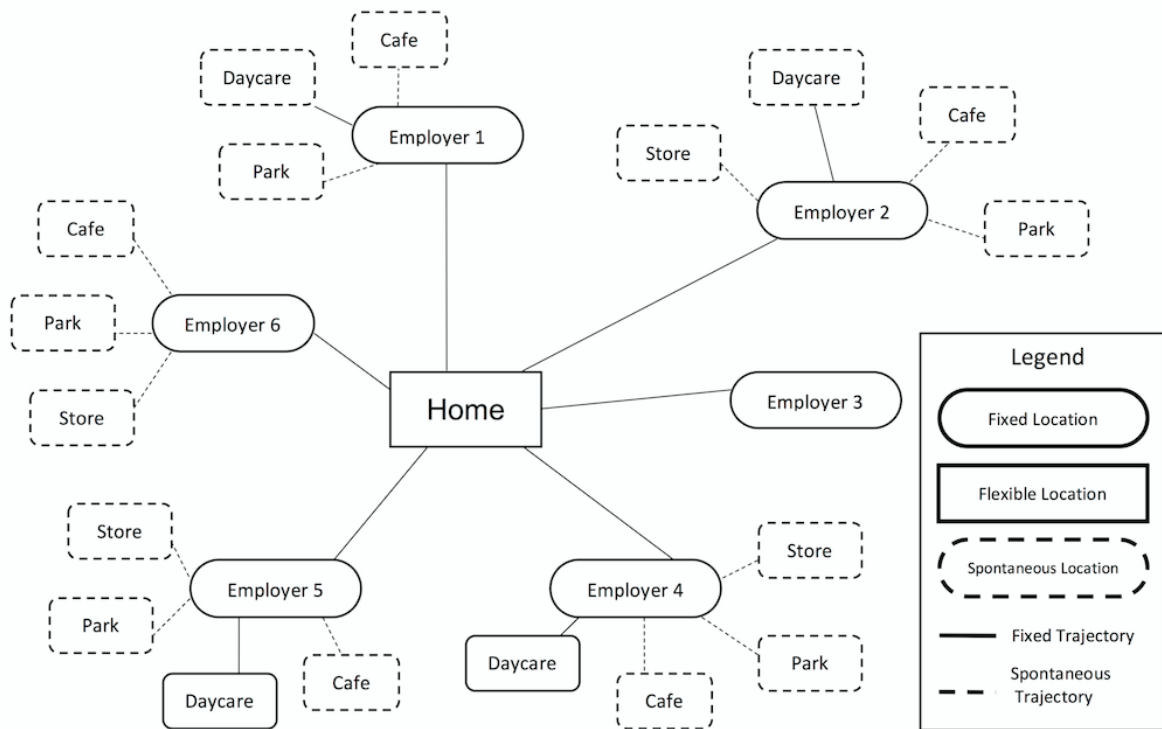 Cafe
Daycare
Employer 1
Park
Daycare
Cafe
Store
Employer 2
Park
Cafe
Park
Employer 6
Store
Home
Employer 3
Store
Park
Employer 5
Daycare
Cafe
Store
Employer 4
Daycare
Park
Cafe
Legend
Fixed Location
Flexible Location
Spontaneous Location
Fixed Trajectory
Spontaneous
Trajectory